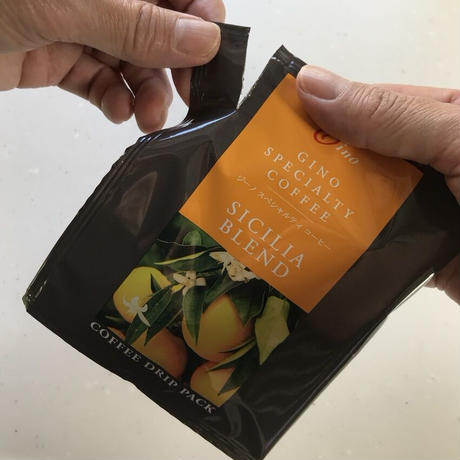 Gino
GINO
SPECIALTY
COFFEE
ジーノ スペシャルティ コーヒー
SICILIA
BLEND
COFFEE DRIP PACK